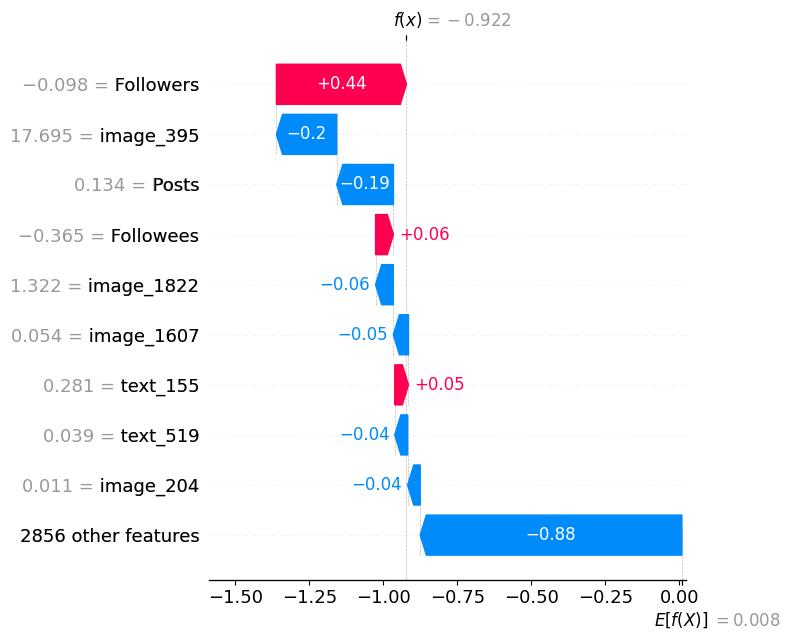 f(x) = −0.922
−0.098 = Followers
+0.44
17.695 = image_395
−0.2
0.134 = Posts
−0.19
−0.365 = Followees
+0.06
1.322 = image_1822
−0.06
0.054 = image_1607
−0.05
0.281 = text_155
+0.05
0.039 = text_519
−0.04
0.011 = image_204
−0.04
2856 other features
−0.88
−1.50 −1.25 −1.00 −0.75 −0.50 −0.25 0.00
E[f(X)] = 0.008